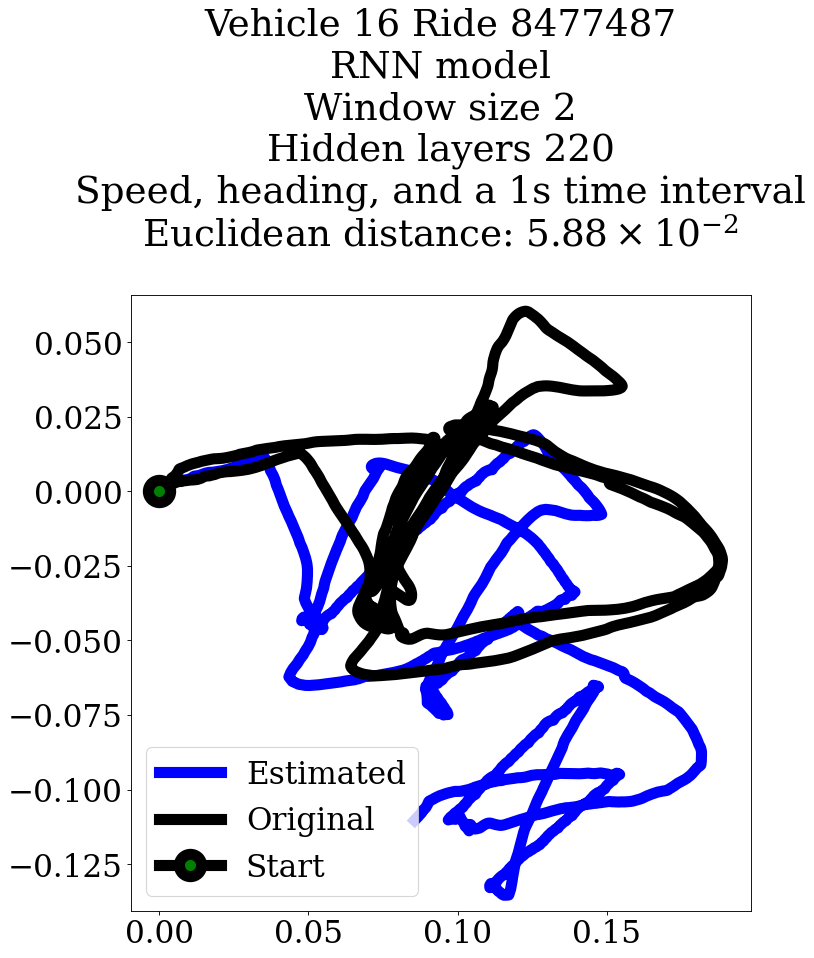 Vehicle 16 Ride 8477487
RNN model
Window size 2
Hidden layers 220
Speed, heading, and a 1s time interval
Euclidean distance: 5.88 × 10⁻²
0.050
0.025
0.000
−0.025
−0.050
−0.075
−0.100
−0.125
Estimated
Original
Start
0.00 0.05 0.10 0.15